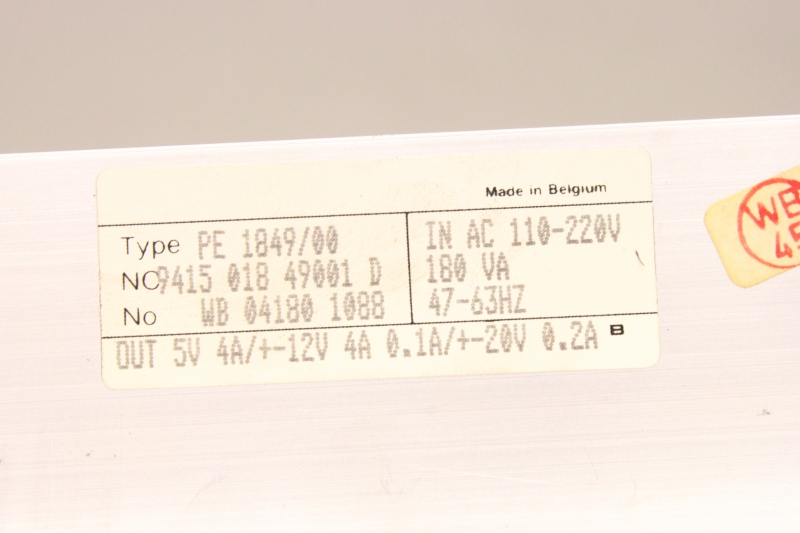 Made in Belgium
Type PE 1849/00
NC 9415 018 49001 D
No WB 04180 1088
IN AC 110-220V
180 VA
47-63HZ
OUT 5V 4A/+-12V 4A 0.1A/+-20V 0.2A B
WB